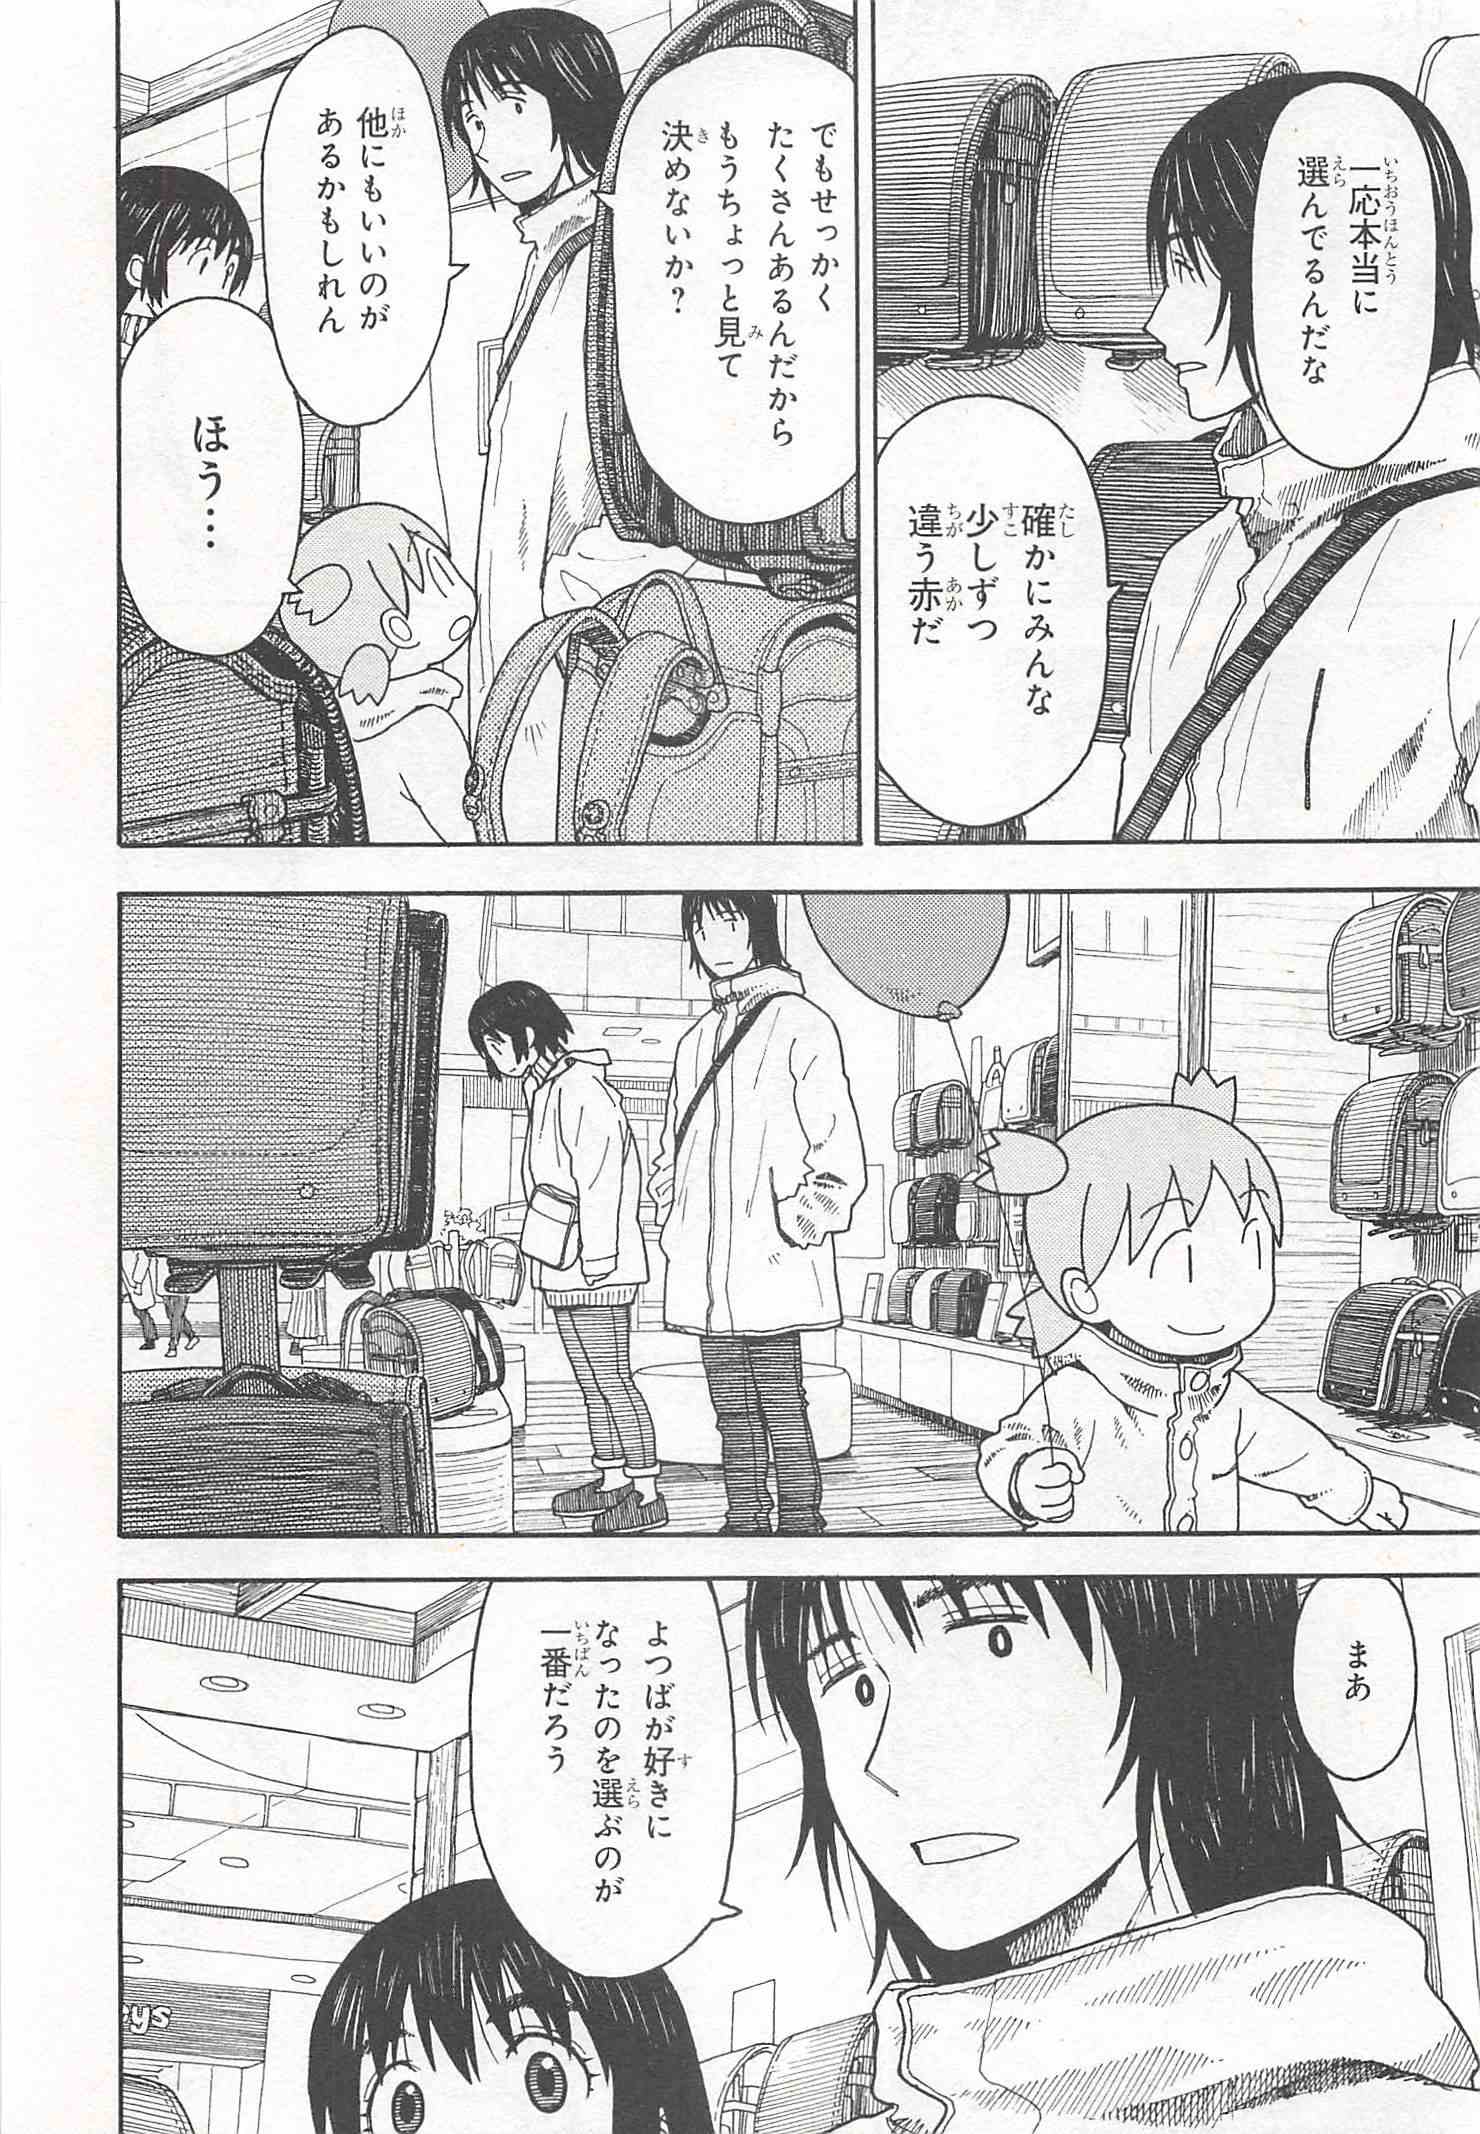 一応本当に
選んでるんだな
確かにみんな
少しずつ
違う赤だ
でもせっかく
たくさんあるんだから
もうちょっと見て
決めないか?
他にもいいのが
あるかもしれん
ほう…
まあ
よつばが好きに
なったのを選ぶのが
一番だろう
eys